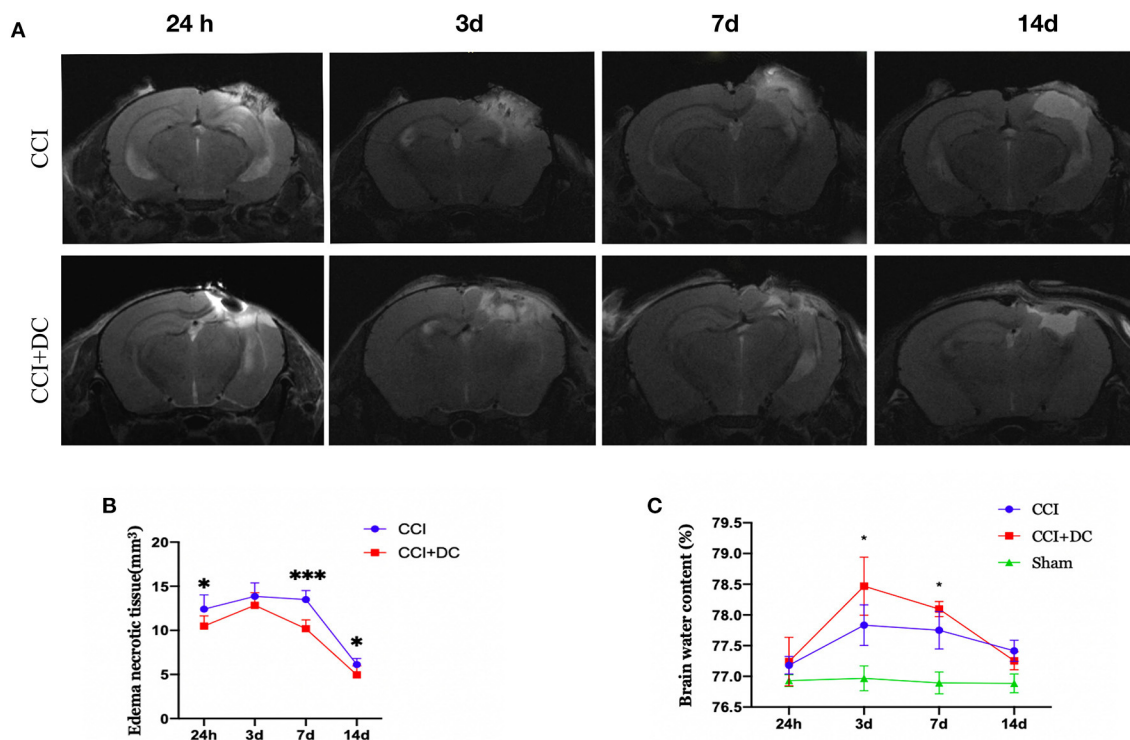 A
24 h 3d 7d 14d
CCI
CCI+DC
B
CCI
CCI+DC
Edema necrotic tissue(mm³)
20
15
10
5
0
* *** *
24h 3d 7d 14d
C
CCI
CCI+DC
Sham
Brain water content (%)
79.5
79.0
78.5
78.0
77.5
77.0
76.5
* *
24h 3d 7d 14d